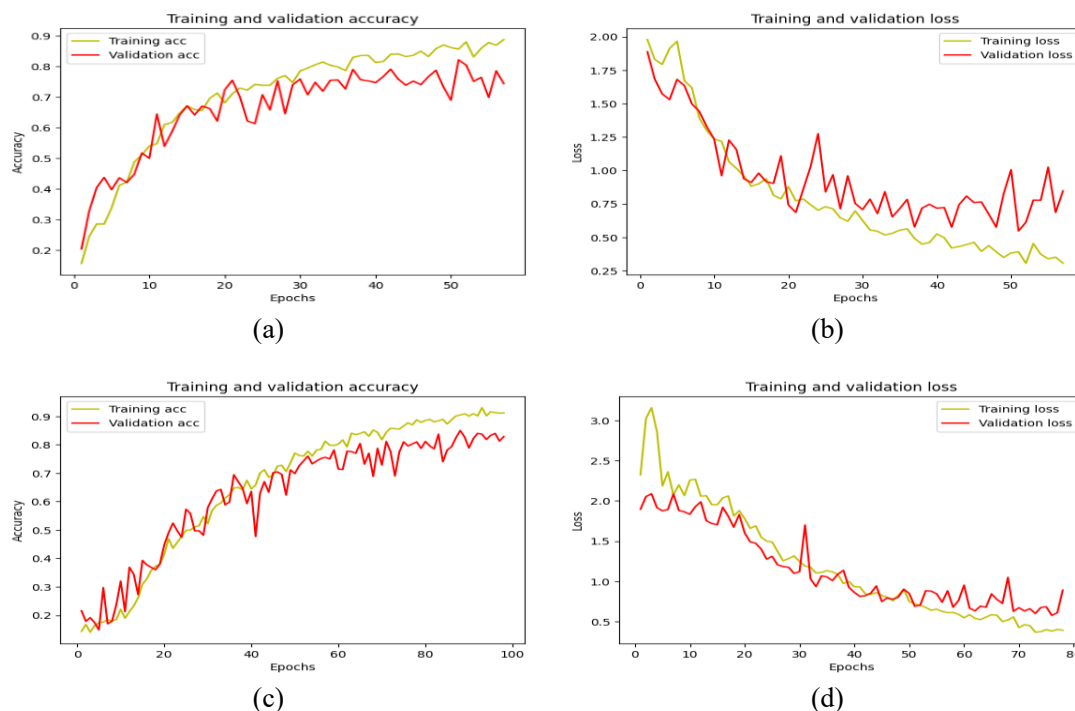 Training and validation accuracy
Training acc
Validation acc
Accuracy
0.9
0.8
0.7
0.6
0.5
0.4
0.3
0.2
0 10 20 30 40 50
Epochs
(a)
Training and validation loss
Training loss
Validation loss
Loss
2.00
1.75
1.50
1.25
1.00
0.75
0.50
0.25
0 10 20 30 40 50
Epochs
(b)
Training and validation accuracy
Training acc
Validation acc
Accuracy
0.9
0.8
0.7
0.6
0.5
0.4
0.3
0.2
0 20 40 60 80 100
Epochs
(c)
Training and validation loss
Training loss
Validation loss
Loss
3.0
2.5
2.0
1.5
1.0
0.5
0 10 20 30 40 50 60 70
Epochs
(d)